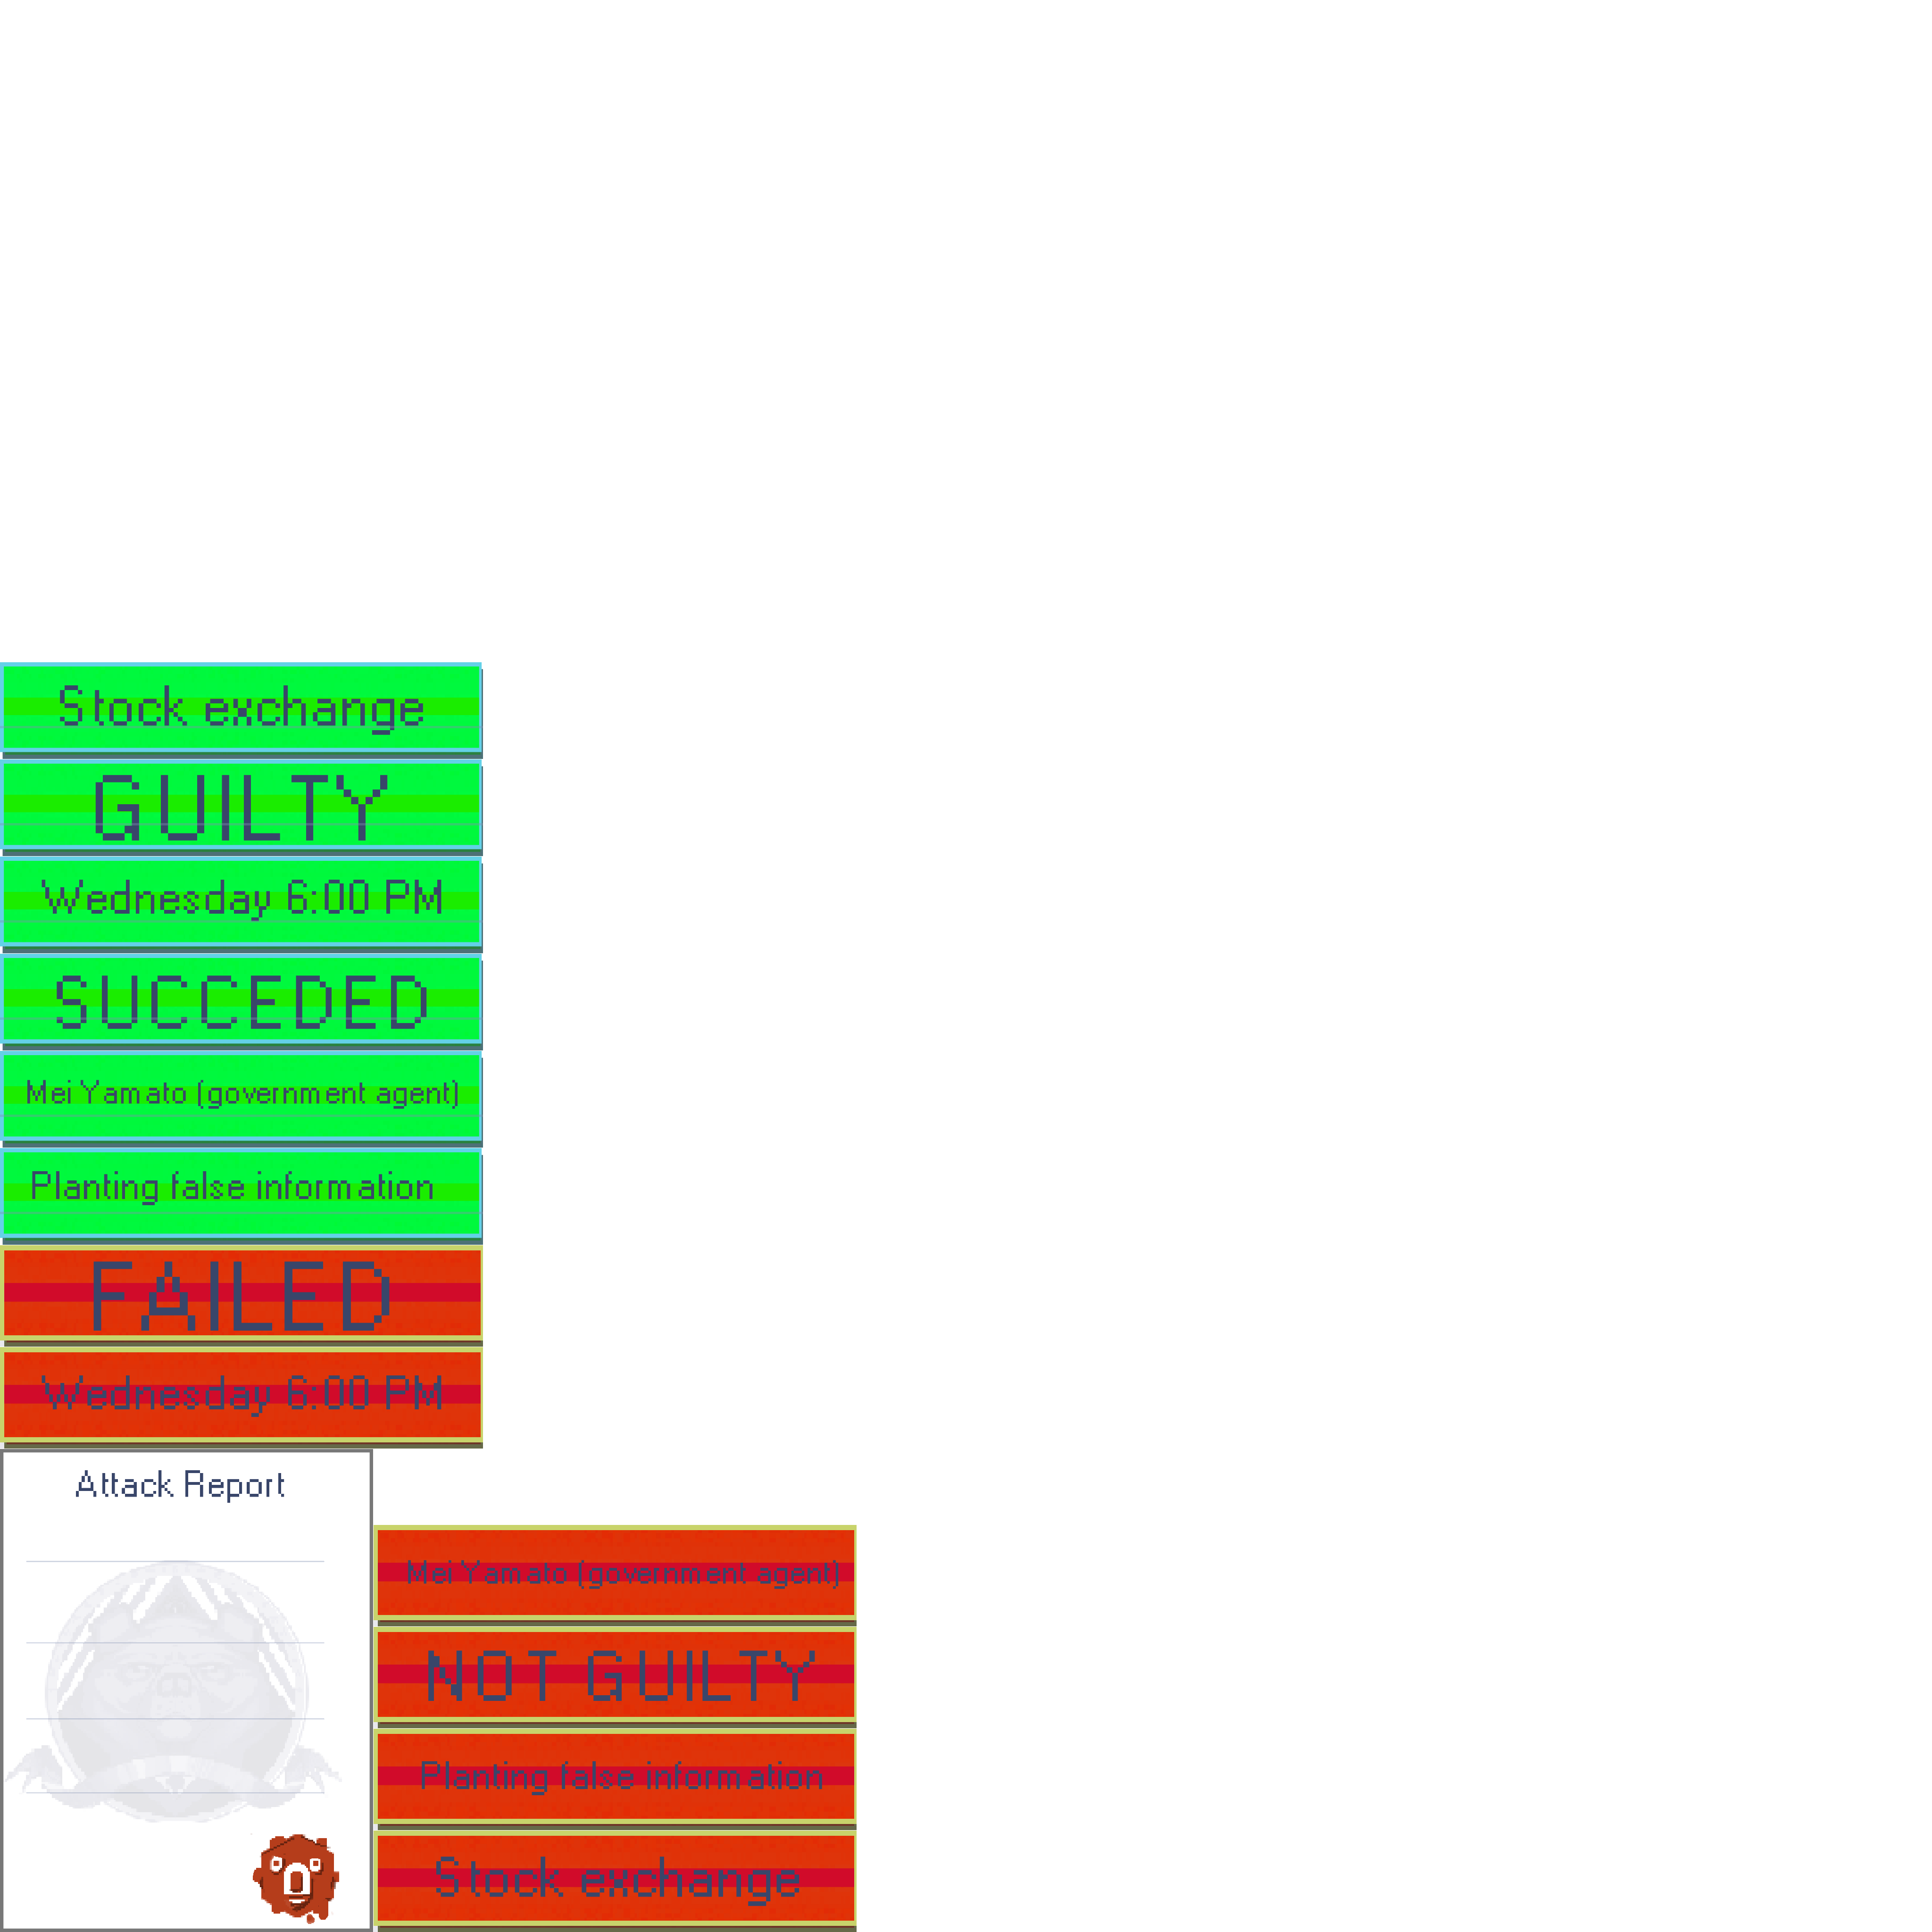 Stock exchange
GUILTY
Wednesday 6:00 PM
SUCCEDED
Mei Yamato (government agent)
Planting false information
FAILED
Wednesday 6:00 PM
Attack Report
Mei Yamato (government agent)
NOT GUILTY
Planting false information
Stock exchange